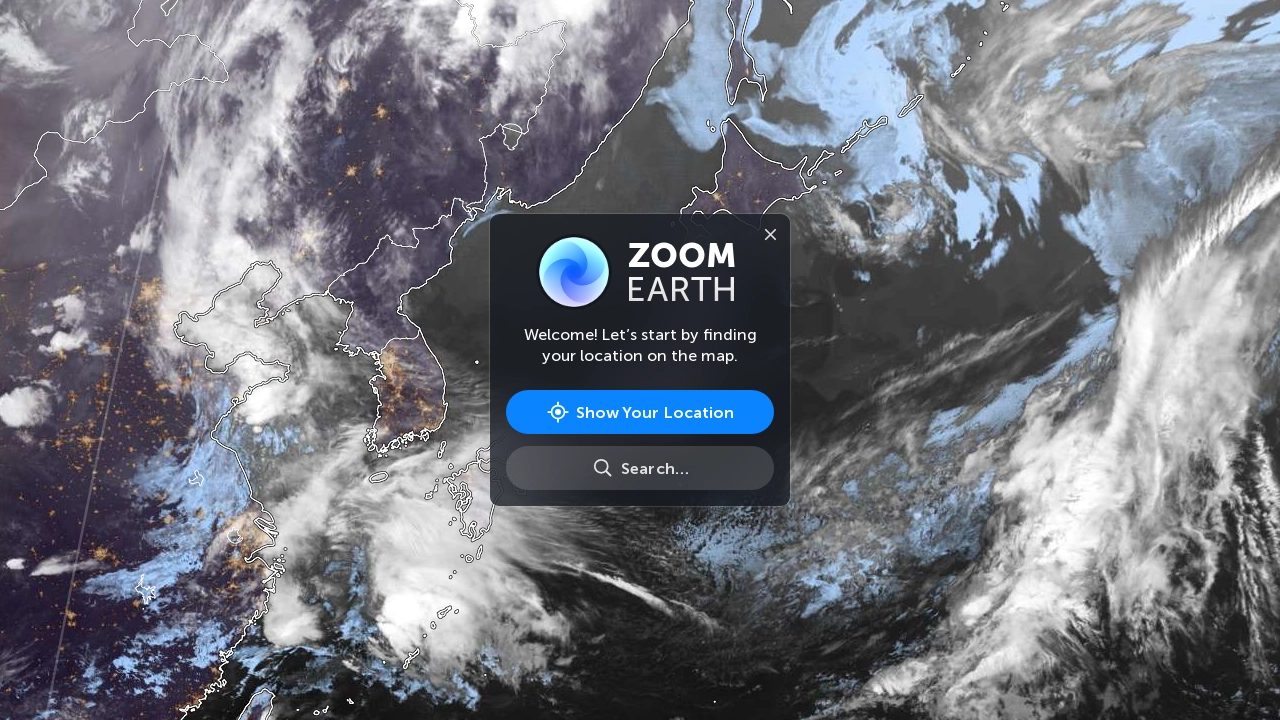 ZOOM
EARTH
Welcome! Let’s start by finding
your location on the map.
Show Your Location
Search...